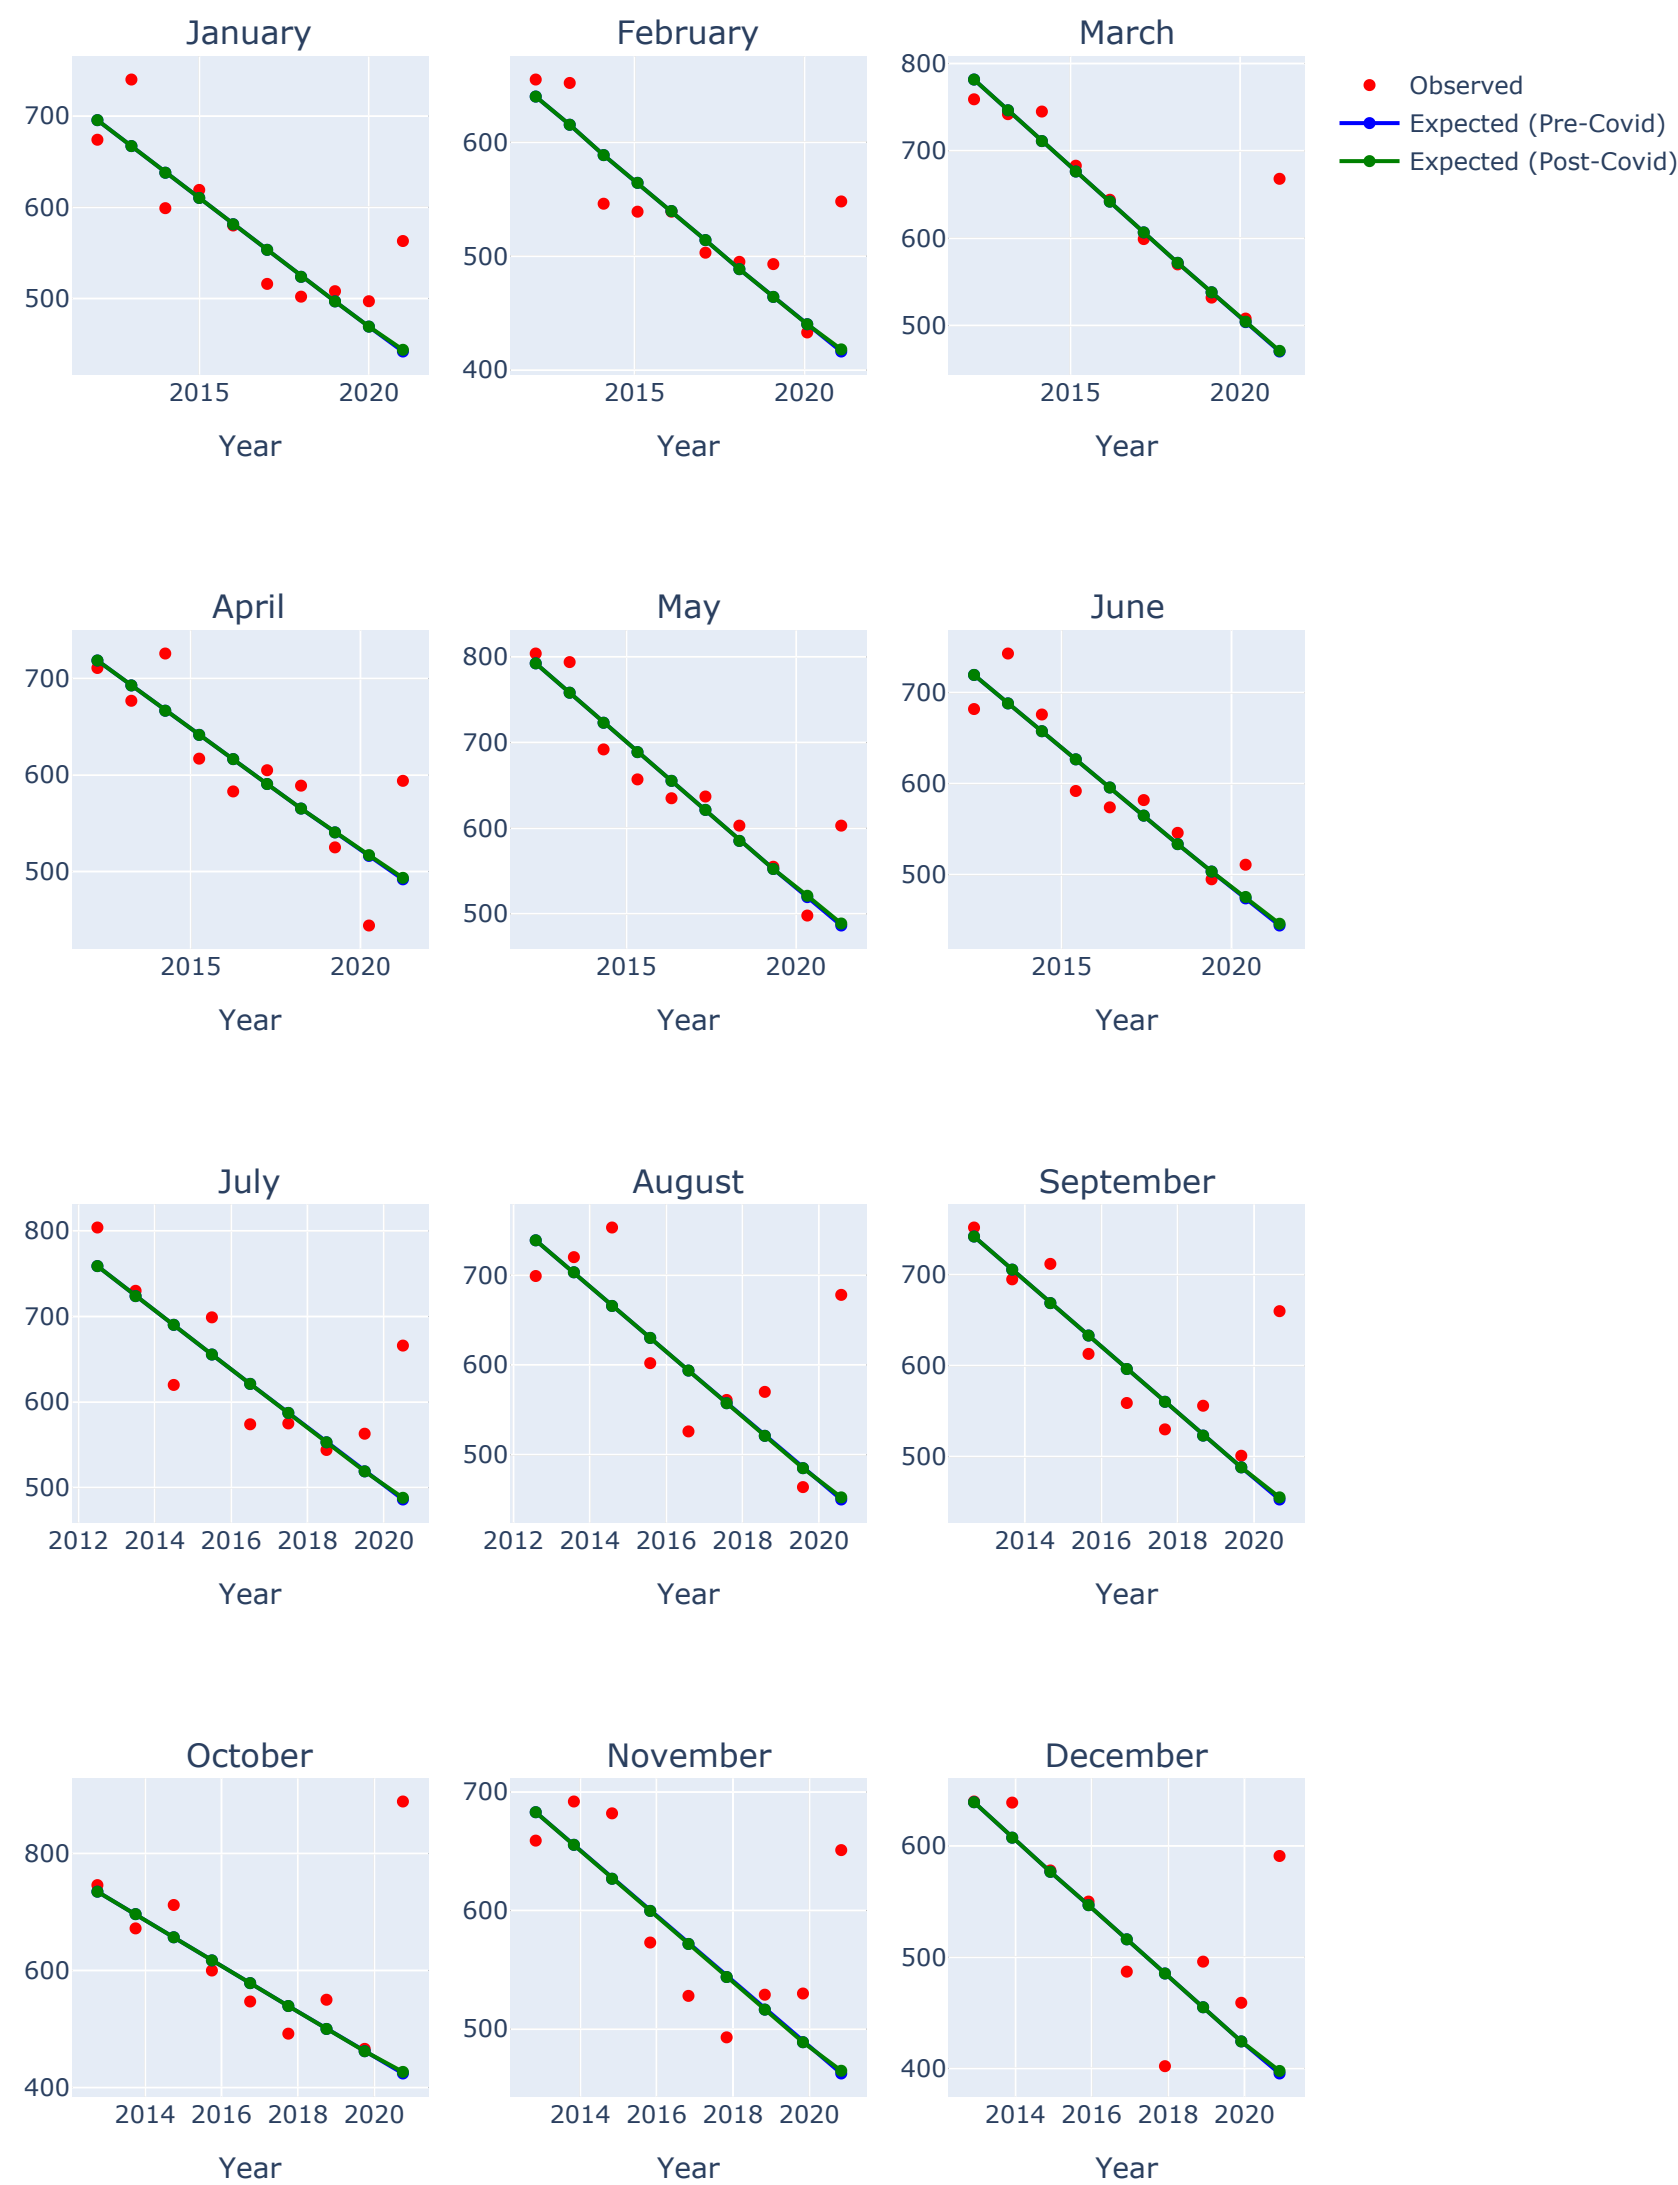 January
February
March
700
600
500
2015
2020
Year
600
500
400
2015
2020
Year
800
700
600
500
2015
2020
Year
Observed
Expected (Pre-Covid)
Expected (Post-Covid)
April
May
June
700
600
500
2015
2020
Year
800
700
600
500
2015
2020
Year
700
600
500
2015
2020
Year
July
August
September
800
700
600
500
2012 2014 2016 2018 2020
Year
700
600
500
2012 2014 2016 2018 2020
Year
700
600
500
2014 2016 2018 2020
Year
October
November
December
800
600
400
2014 2016 2018 2020
Year
700
600
500
2014 2016 2018 2020
Year
600
500
400
2014 2016 2018 2020
Year